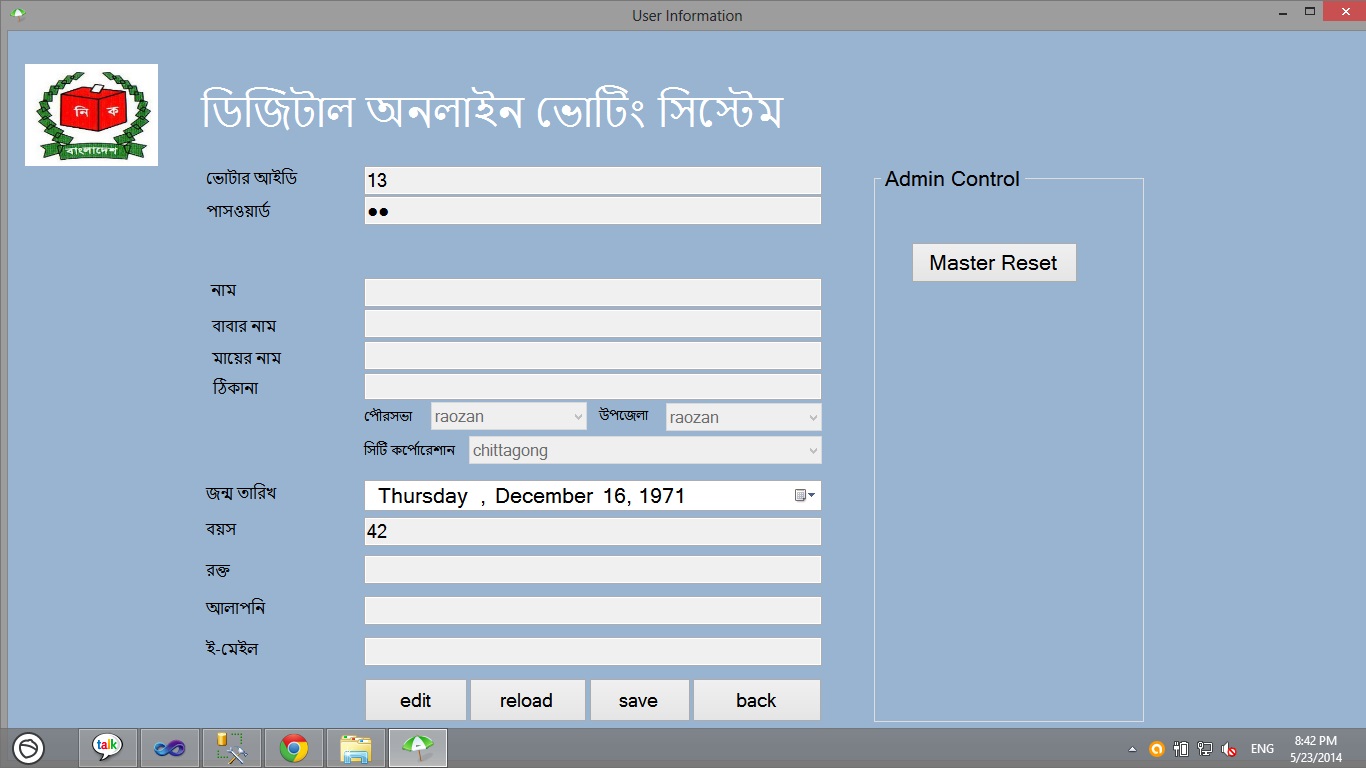 User Information
নি ক
বাংলাদেশ
ডিজিটাল অনলাইন ভোটিং সিস্টেম
ভোটার আইডি 13
পাসওয়ার্ড ●●
Admin Control
Master Reset
নাম
বাবার নাম
মায়ের নাম
ঠিকানা
পৌরসভা raozan উপজেলা raozan
সিটি কর্পোরেশান chittagong
জন্ম তারিখ Thursday , December 16, 1971
বয়স 42
রক্ত
আলাপনি
ই-মেইল
edit reload save back
talk
ENG
8:42 PM
5/23/2014